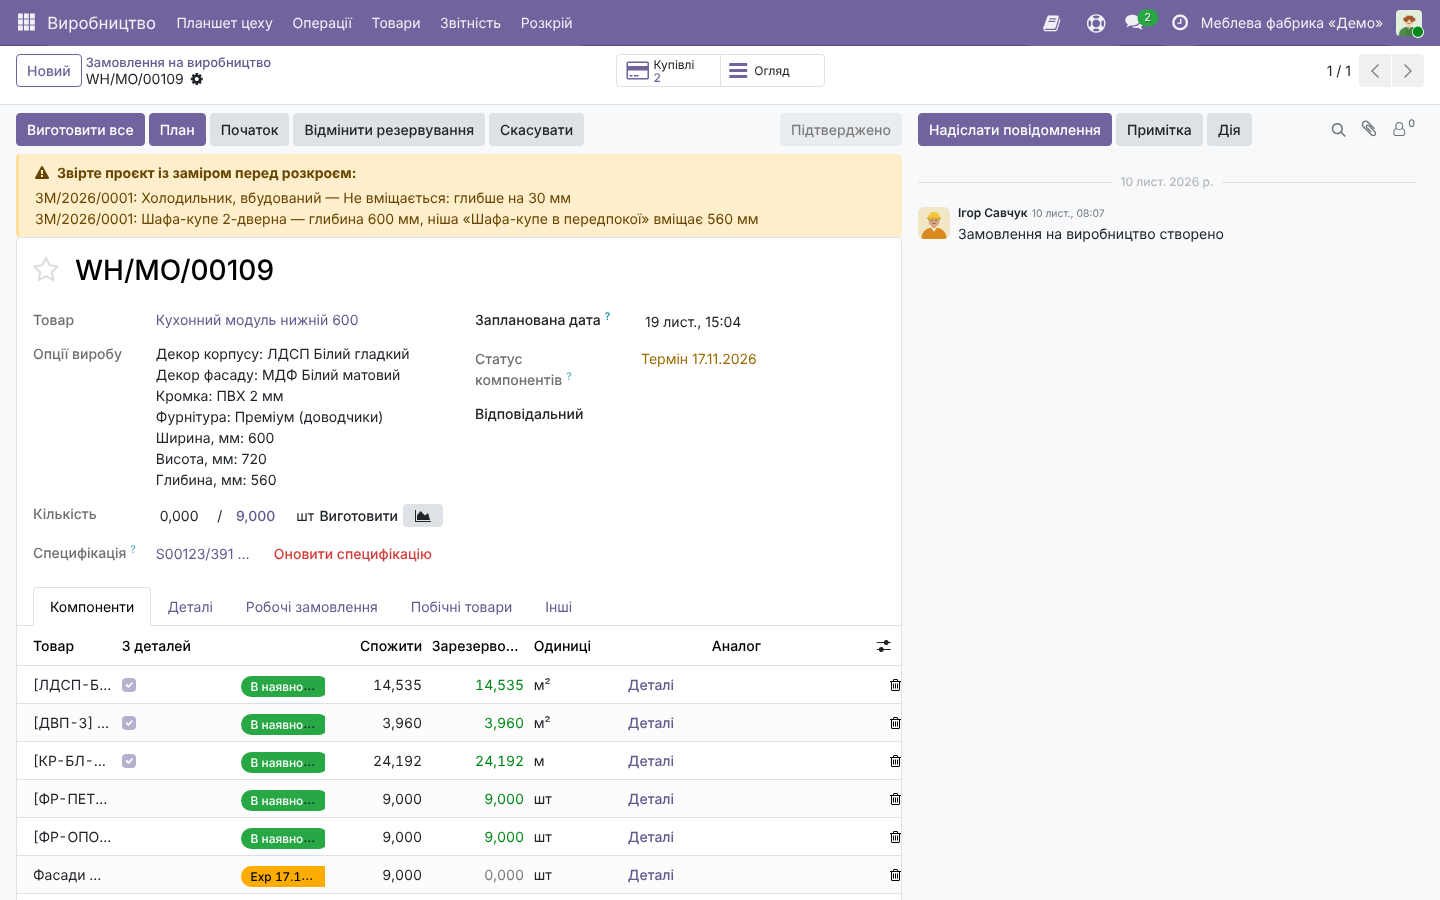 Виробництво
Планшет цеху
Операції
Товари
Звітність
Розкрій
2
Меблева фабрика «Демо»
Новий
Замовлення на виробництво
WH/MO/00109
Купівлі
2
Огляд
1 / 1
Виготовити все
План
Початок
Відмінити резервування
Скасувати
Підтверджено
Надіслати повідомлення
Примітка
Дія
0
Звірте проєкт із заміром перед розкроєм:
ЗМ/2026/0001: Холодильник, вбудований — Не вміщається: глибше на 30 мм
ЗМ/2026/0001: Шафа-купе 2-дверна — глибина 600 мм, ніша «Шафа-купе в передпокої» вміщає 560 мм
10 лист. 2026 р.
Ігор Савчук 10 лист., 08:07
Замовлення на виробництво створено
WH/MO/00109
Товар
Кухонний модуль нижній 600
Запланована дата ?
19 лист., 15:04
Опції виробу
Декор корпусу: ЛДСП Білий гладкий
Декор фасаду: МДФ Білий матовий
Кромка: ПВХ 2 мм
Фурнітура: Преміум (доводчики)
Ширина, мм: 600
Висота, мм: 720
Глибина, мм: 560
Статус компонентів ?
Термін 17.11.2026
Відповідальний
Кількість
0,000 / 9,000 шт Виготовити
Специфікація ?
S00123/391 ...
Оновити специфікацію
Компоненти
Деталі
Робочі замовлення
Побічні товари
Інші
Товар З деталей Спожити Зарезерво... Одиниці Аналог
[ЛДСП-Б... В наявно... 14,535 14,535 м² Деталі
[ДВП-3] ... В наявно... 3,960 3,960 м² Деталі
[КР-БЛ-... В наявно... 24,192 24,192 м Деталі
[ФР-ПЕТ... В наявно... 9,000 9,000 шт Деталі
[ФР-ОПО... В наявно... 9,000 9,000 шт Деталі
Фасади ... Exp 17.1... 9,000 0,000 шт Деталі